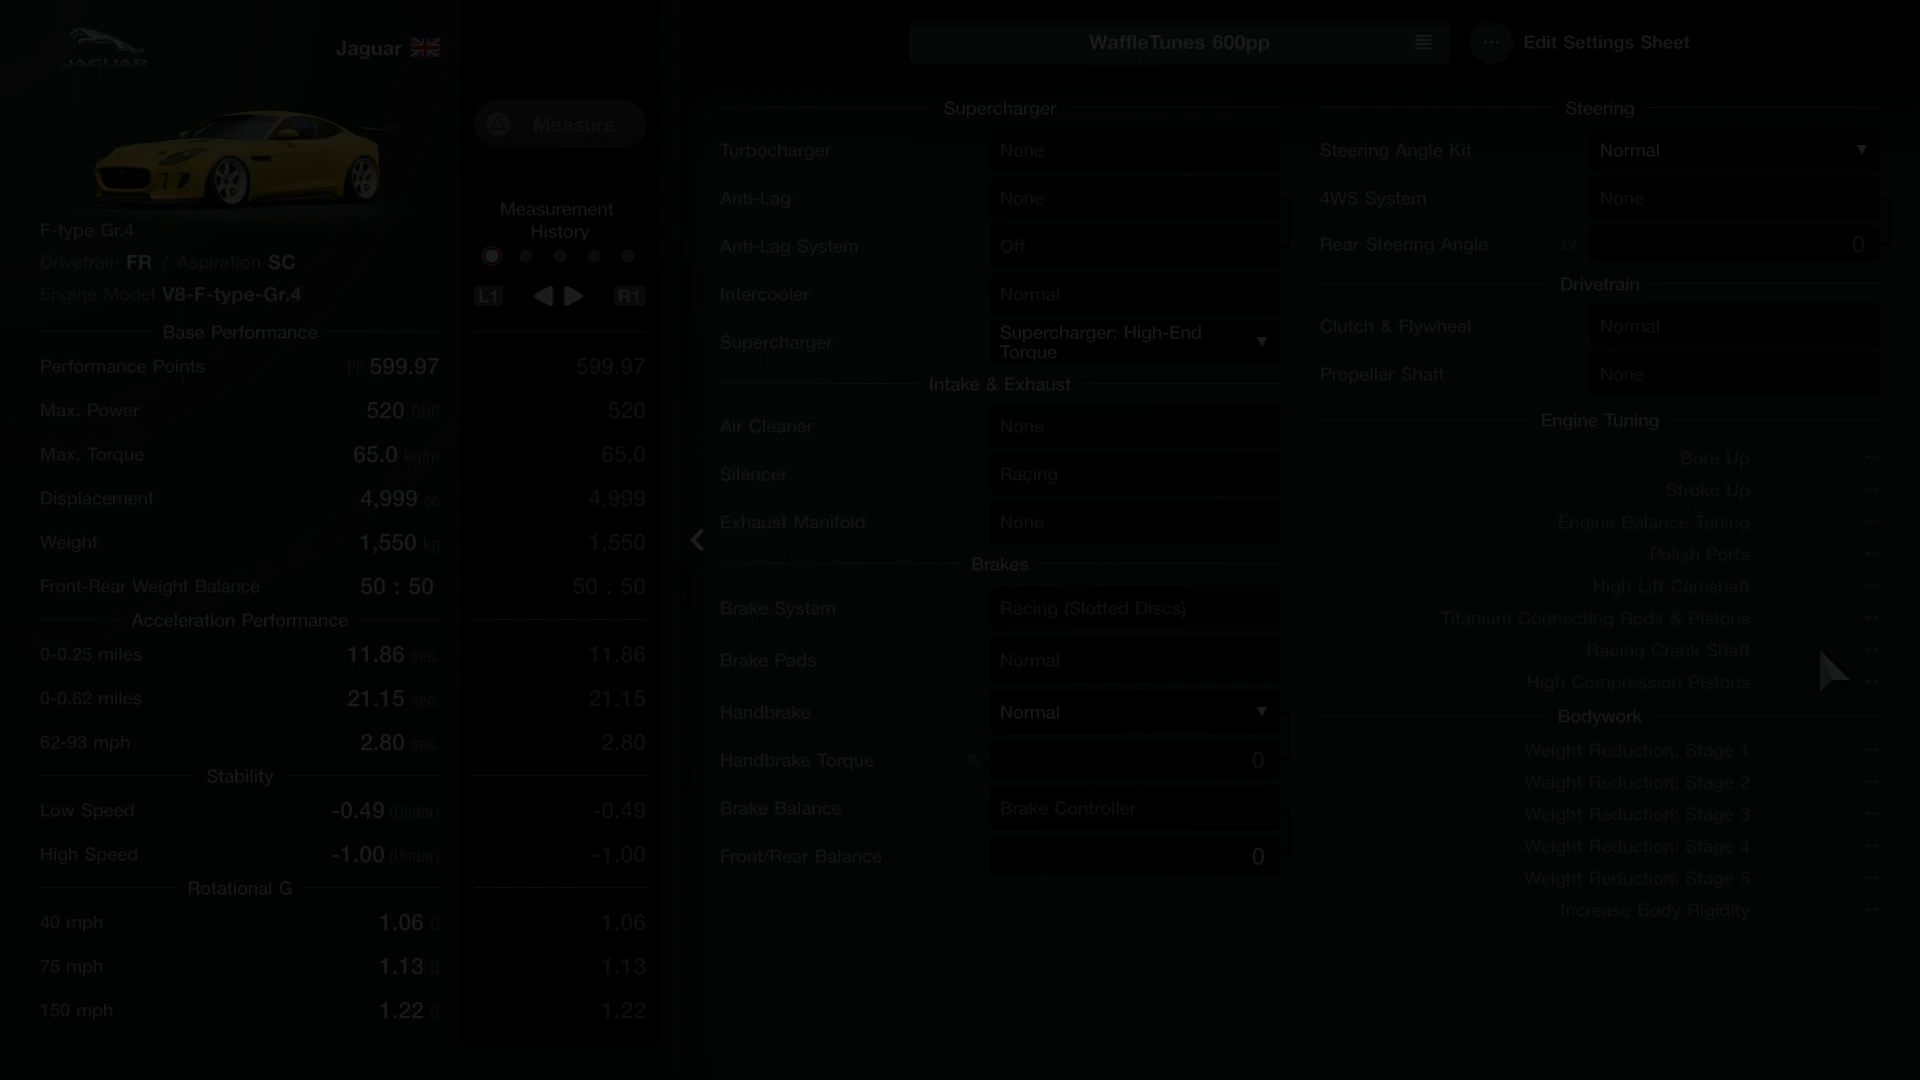 JAGUAR
Jaguar
F-type Gr.4
Drivetrain FR / Aspiration SC
Engine Model V8-F-type-Gr.4
Base Performance
Performance Points PP 599.97
Max. Power 520 BHP
Max. Torque 65.0 kgfm
Displacement 4,999 cc
Weight 1,550 kg
Front-Rear Weight Balance 50 : 50
Acceleration Performance
0-0.25 miles 11.86 sec.
0-0.62 miles 21.15 sec.
62-93 mph 2.80 sec.
Stability
Low Speed -0.49 (Under)
High Speed -1.00 (Under)
Rotational G
40 mph 1.06 G
75 mph 1.13 G
150 mph 1.22 G
Measure
Measurement
History
L1 R1
599.97
520
65.0
4,999
1,550
50 : 50
11.86
21.15
2.80
-0.49
-1.00
1.06
1.13
1.22
WaffleTunes 600pp
Edit Settings Sheet
Supercharger
Turbocharger None
Anti-Lag None
Anti-Lag System Off
Intercooler Normal
Supercharger Supercharger: High-End
Torque
Intake & Exhaust
Air Cleaner None
Silencer Racing
Exhaust Manifold None
Brakes
Brake System Racing (Slotted Discs)
Brake Pads Normal
Handbrake Normal
Handbrake Torque % 0
Brake Balance Brake Controller
Front/Rear Balance 0
Steering
Steering Angle Kit Normal
4WS System None
Rear Steering Angle Lv. 0
Drivetrain
Clutch & Flywheel Normal
Propeller Shaft None
Engine Tuning
Bore Up --
Stroke Up --
Engine Balance Tuning --
Polish Ports --
High Lift Camshaft --
Titanium Connecting Rods & Pistons --
Racing Crank Shaft --
High Compression Pistons --
Bodywork
Weight Reduction: Stage 1 --
Weight Reduction: Stage 2 --
Weight Reduction: Stage 3 --
Weight Reduction: Stage 4 --
Weight Reduction: Stage 5 --
Increase Body Rigidity --